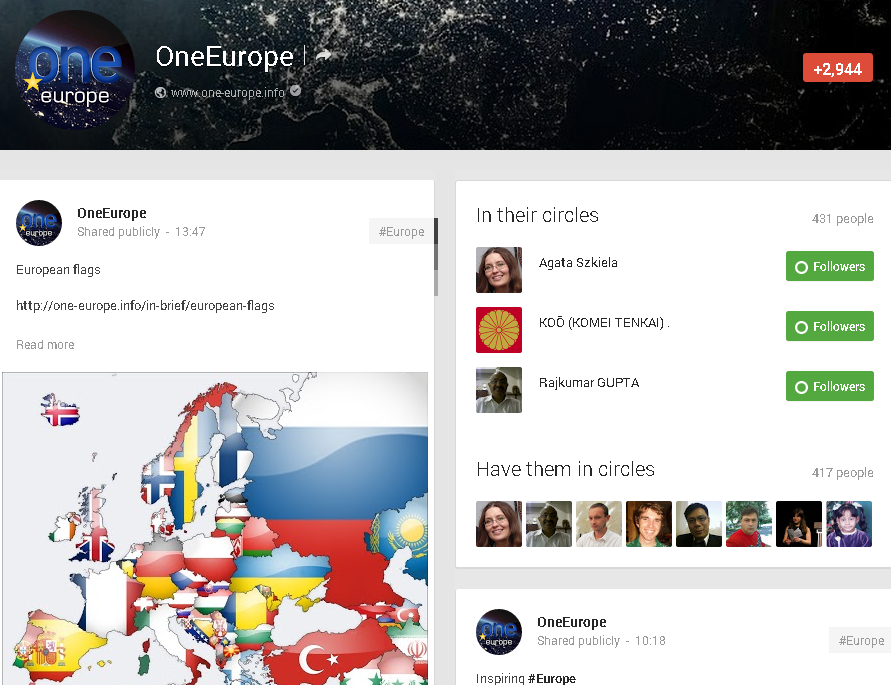 one
europe
OneEurope
www.one-europe.info
+2,944
one
europe
OneEurope
Shared publicly - 13:47
#Europe
European flags
http://one-europe.info/in-brief/european-flags
Read more
In their circles
431 people
Agata Szkiela
Followers
KOŌ (KOMEI TENKAI) .
Followers
Rajkumar GUPTA
Followers
Have them in circles
417 people
one
europe
OneEurope
Shared publicly - 10:18
#Europe
Inspiring #Europe